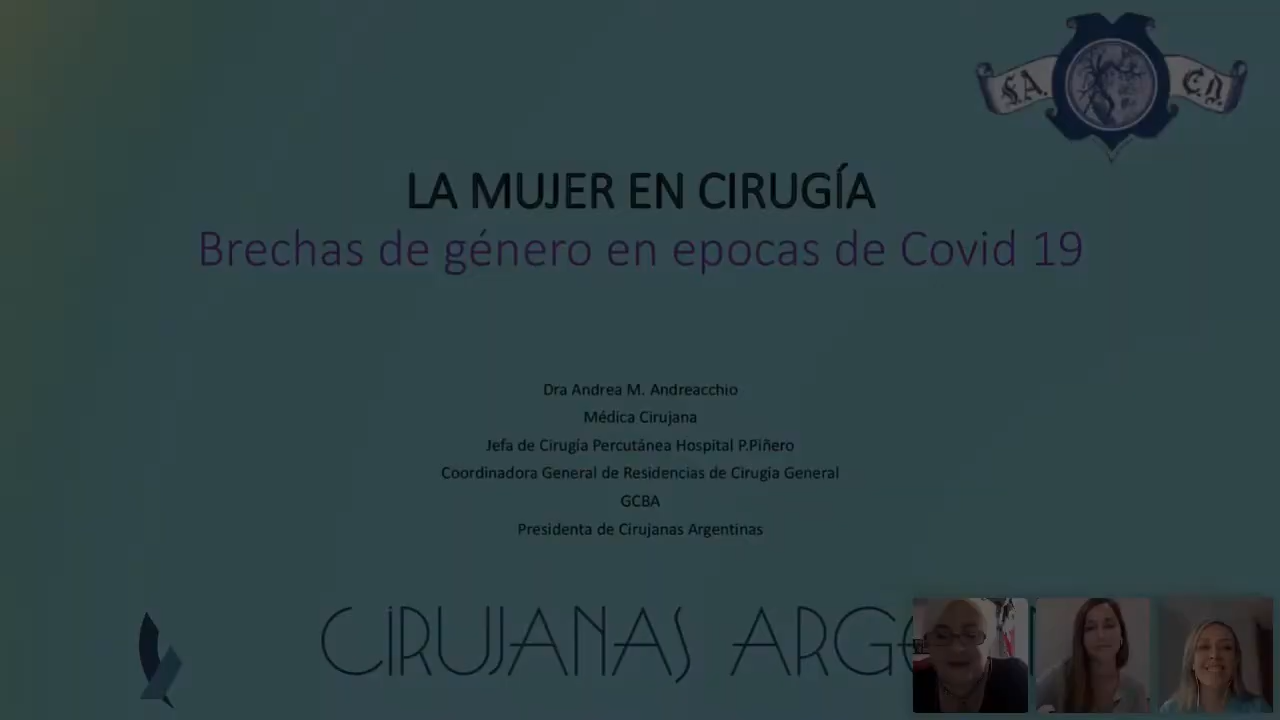 S.A. C.D.
LA MUJER EN CIRUGÍA
Brechas de género en epocas de Covid 19
Dra Andrea M. Andreacchio
Médica Cirujana
Jefa de Cirugía Percutánea Hospital P.Piñero
Coordinadora General de Residencias de Cirugia General
GCBA
Presidenta de Cirujanas Argentinas
CIRUJANAS ARGE